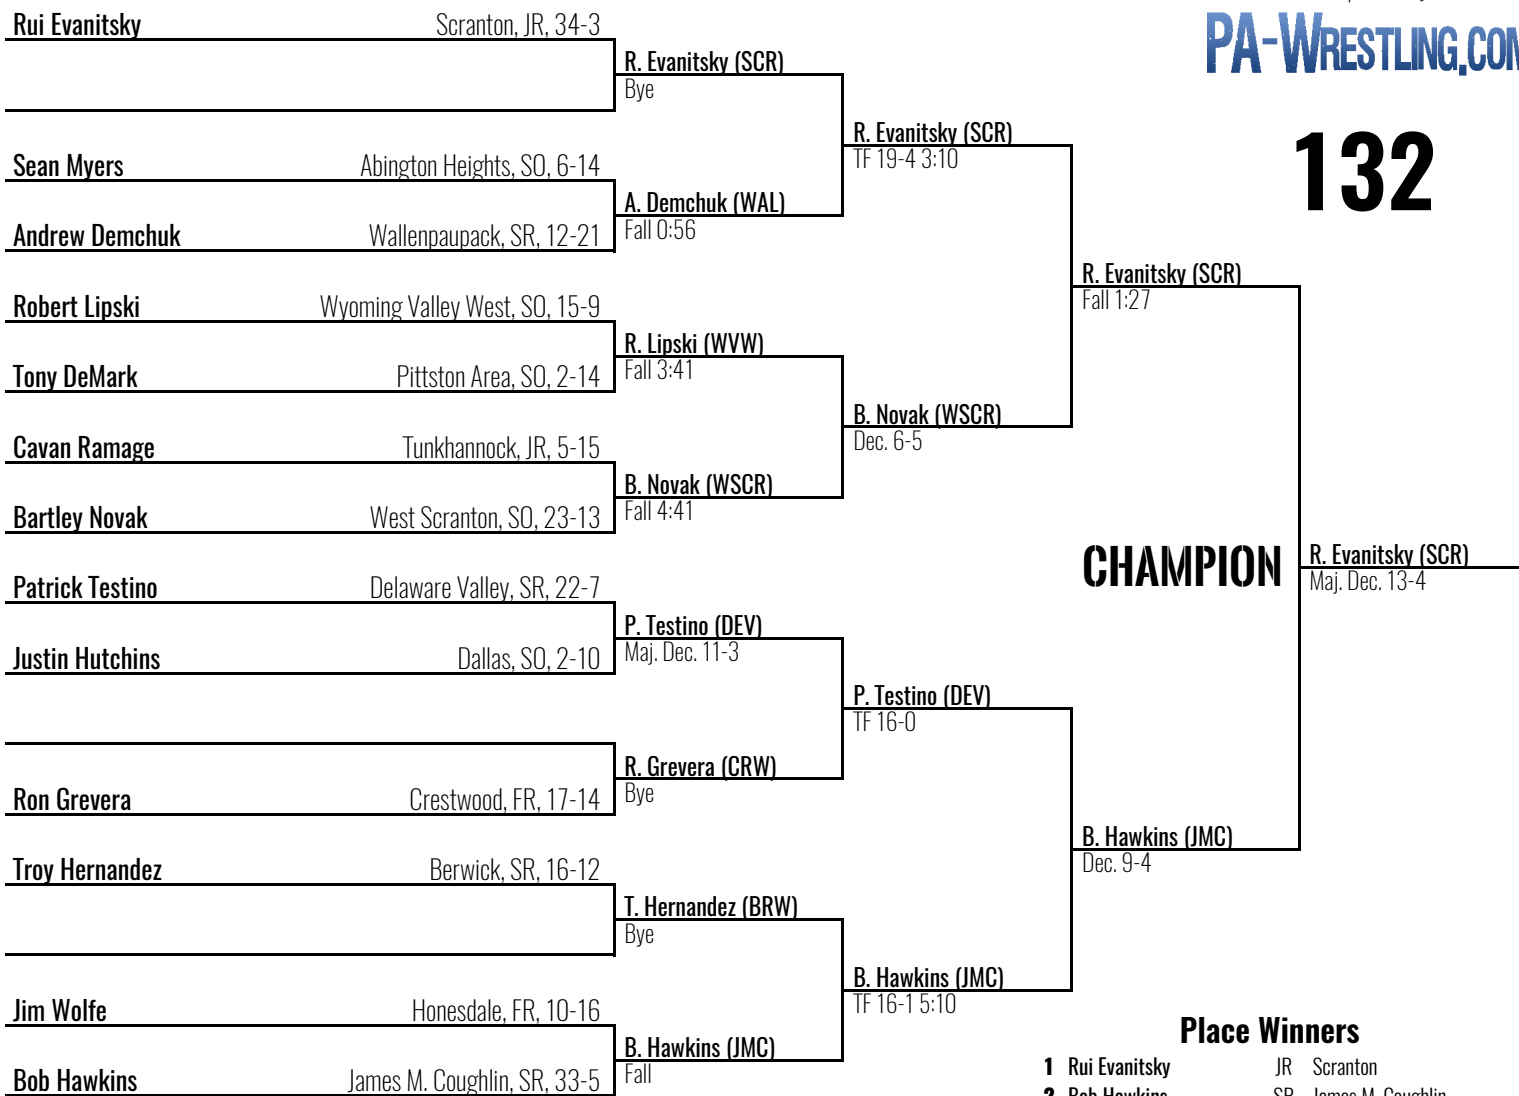 PA-WRESTLING.COM
132
Rui Evanitsky Scranton, JR, 34-3
R. Evanitsky (SCR)
Bye
R. Evanitsky (SCR)
TF 19-4 3:10
Sean Myers Abington Heights, SO, 6-14
A. Demchuk (WAL)
Fall 0:56
Andrew Demchuk Wallenpaupack, SR, 12-21
R. Evanitsky (SCR)
Fall 1:27
Robert Lipski Wyoming Valley West, SO, 15-9
R. Lipski (WVW)
Fall 3:41
Tony DeMark Pittston Area, SO, 2-14
B. Novak (WSCR)
Dec. 6-5
Cavan Ramage Tunkhannock, JR, 5-15
B. Novak (WSCR)
Fall 4:41
Bartley Novak West Scranton, SO, 23-13
CHAMPION
R. Evanitsky (SCR)
Maj. Dec. 13-4
Patrick Testino Delaware Valley, SR, 22-7
P. Testino (DEV)
Maj. Dec. 11-3
Justin Hutchins Dallas, SO, 2-10
P. Testino (DEV)
TF 16-0
R. Grevera (CRW)
Bye
Ron Grevera Crestwood, FR, 17-14
B. Hawkins (JMC)
Dec. 9-4
Troy Hernandez Berwick, SR, 16-12
T. Hernandez (BRW)
Bye
B. Hawkins (JMC)
TF 16-1 5:10
Jim Wolfe Honesdale, FR, 10-16
B. Hawkins (JMC)
Fall
Bob Hawkins James M. Coughlin, SR, 33-5
Place Winners
1 Rui Evanitsky JR Scranton
2 Bob Hawkins SR James M. Coughlin